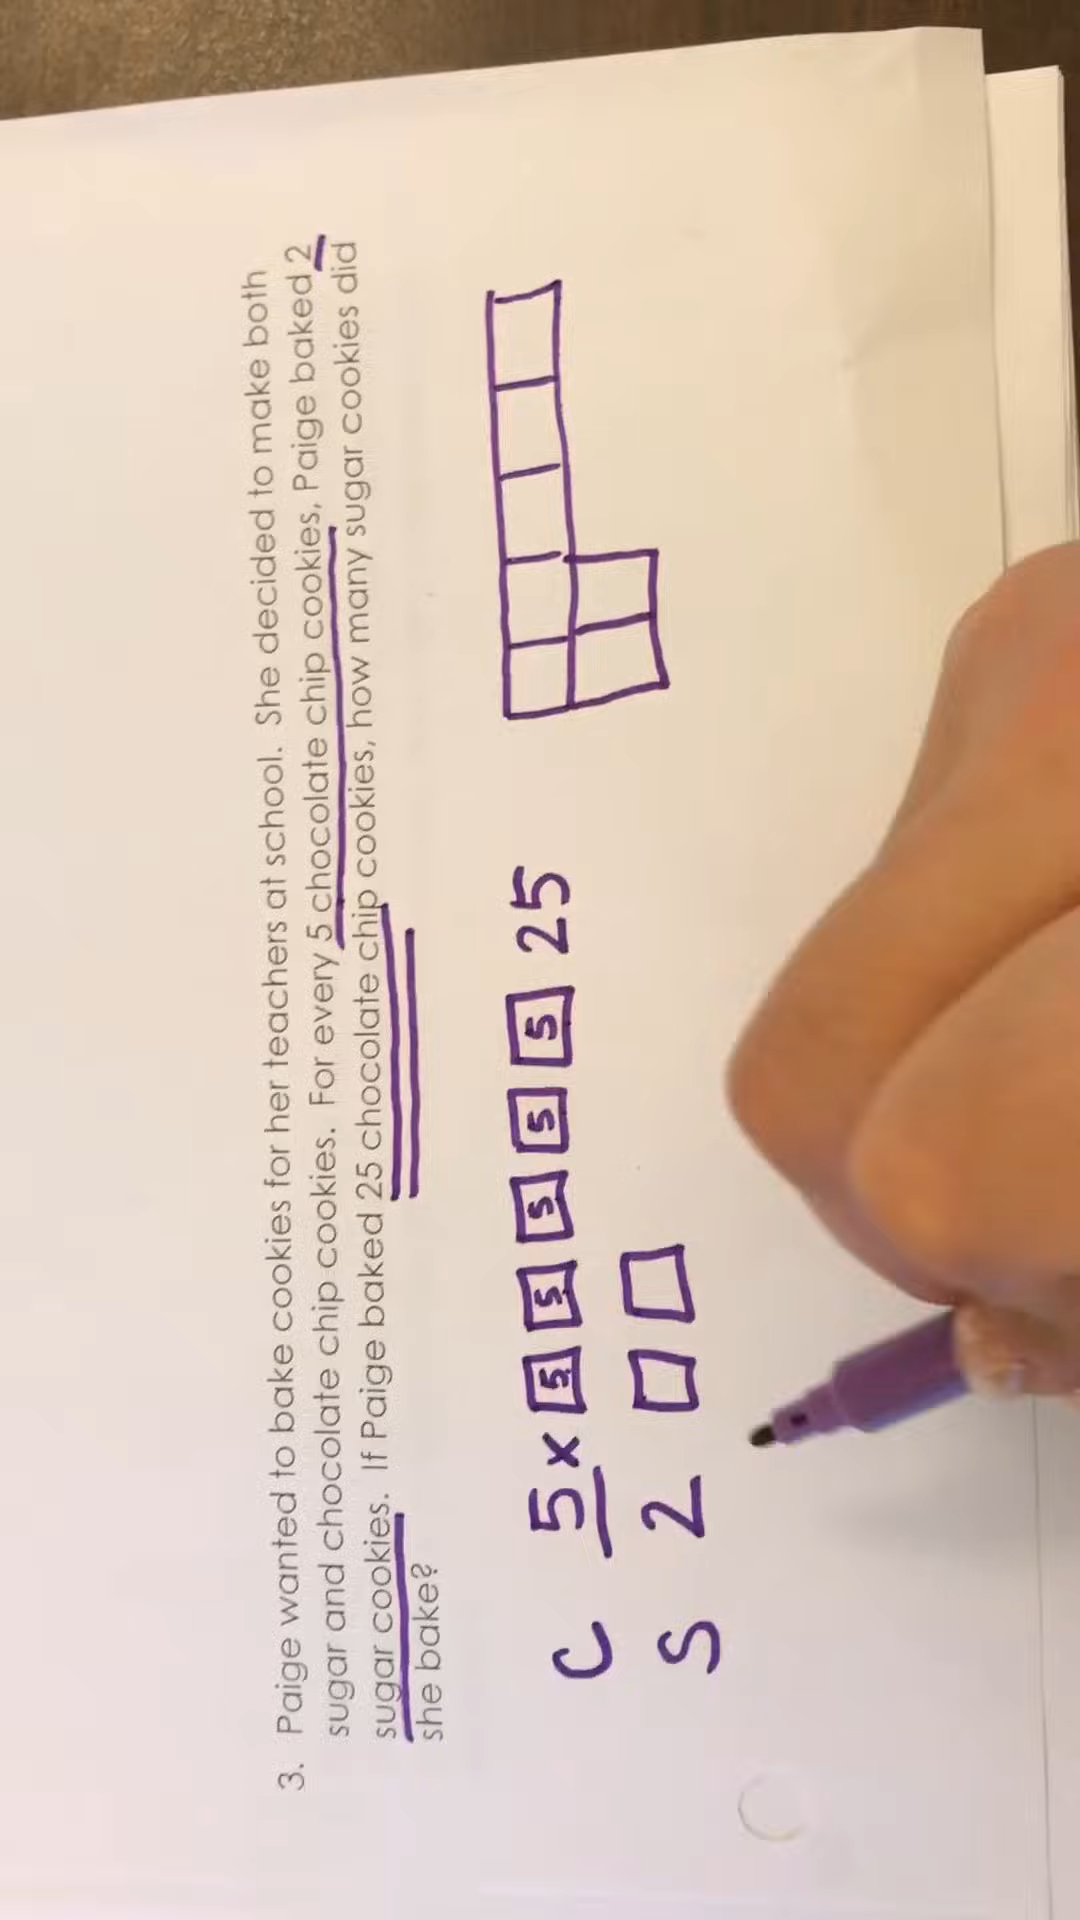 3. Paige wanted to bake cookies for her teachers at school. She decided to make both
sugar and chocolate chip cookies. For every 5 chocolate chip cookies, Paige baked 2
sugar cookies. If Paige baked 25 chocolate chip cookies, how many sugar cookies did
she bake?
C 5 x 5 5 5 5 5 25
S 2